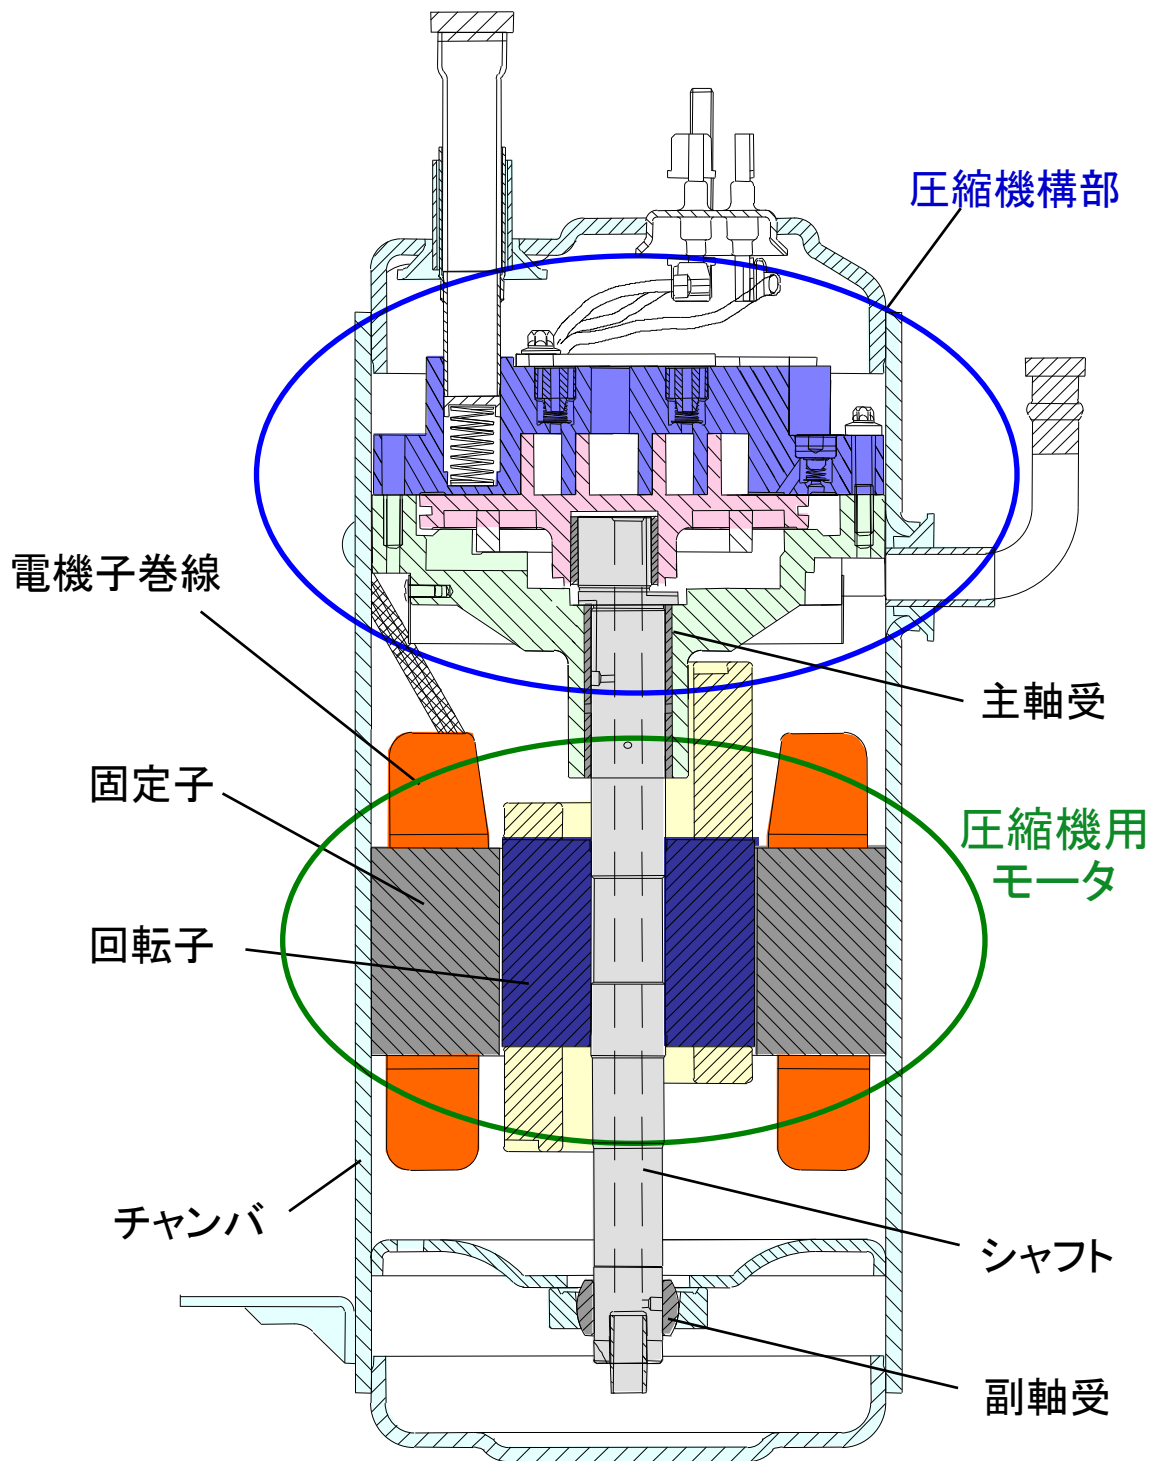 圧縮機構部
電機子巻線
主軸受
固定子
圧縮機用
モータ
回転子
チャンバ
シャフト
副軸受